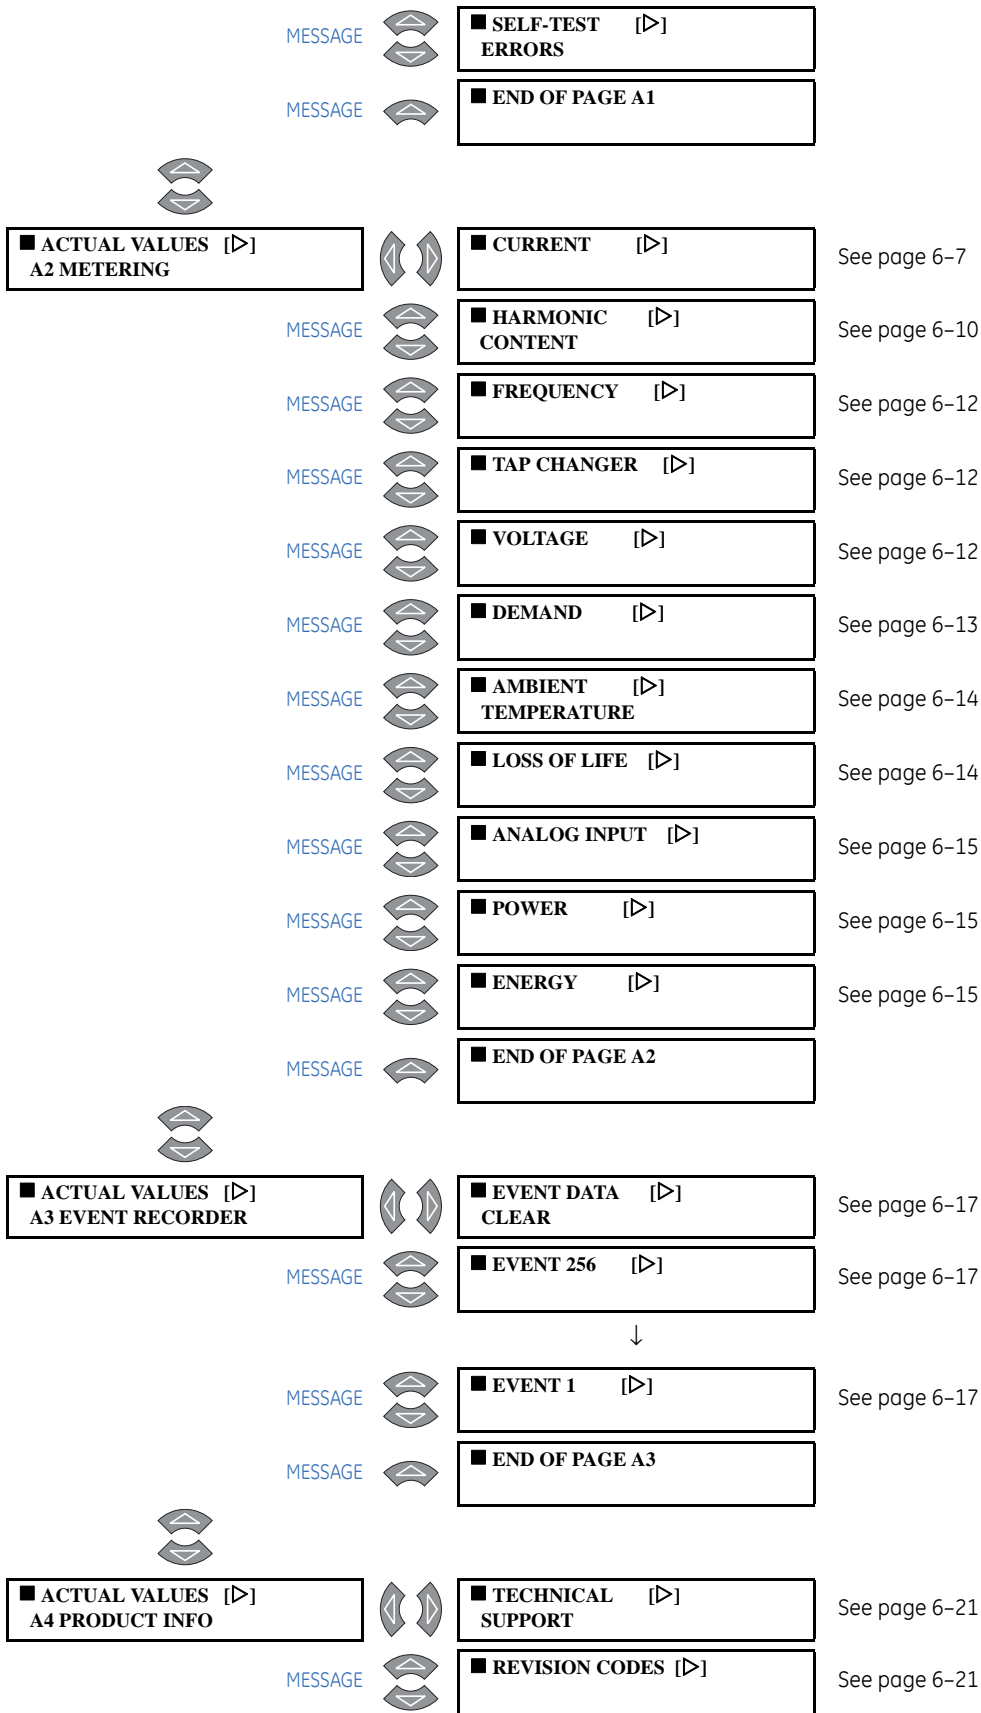 MESSAGE ■ SELF-TEST [▷]
ERRORS
MESSAGE ■ END OF PAGE A1
■ ACTUAL VALUES [▷]
A2 METERING
■ CURRENT [▷]
See page 6–7
MESSAGE ■ HARMONIC [▷]
CONTENT
See page 6–10
MESSAGE ■ FREQUENCY [▷] See page 6–12
MESSAGE ■ TAP CHANGER [▷] See page 6–12
MESSAGE ■ VOLTAGE [▷] See page 6–12
MESSAGE ■ DEMAND [▷] See page 6–13
MESSAGE ■ AMBIENT [▷]
TEMPERATURE
See page 6–14
MESSAGE ■ LOSS OF LIFE [▷] See page 6–14
MESSAGE ■ ANALOG INPUT [▷] See page 6–15
MESSAGE ■ POWER [▷] See page 6–15
MESSAGE ■ ENERGY [▷] See page 6–15
MESSAGE ■ END OF PAGE A2
■ ACTUAL VALUES [▷]
A3 EVENT RECORDER
■ EVENT DATA [▷]
CLEAR
See page 6–17
MESSAGE ■ EVENT 256 [▷] See page 6–17
↓
MESSAGE ■ EVENT 1 [▷] See page 6–17
MESSAGE ■ END OF PAGE A3
■ ACTUAL VALUES [▷]
A4 PRODUCT INFO
■ TECHNICAL [▷]
SUPPORT
See page 6–21
MESSAGE ■ REVISION CODES [▷] See page 6–21